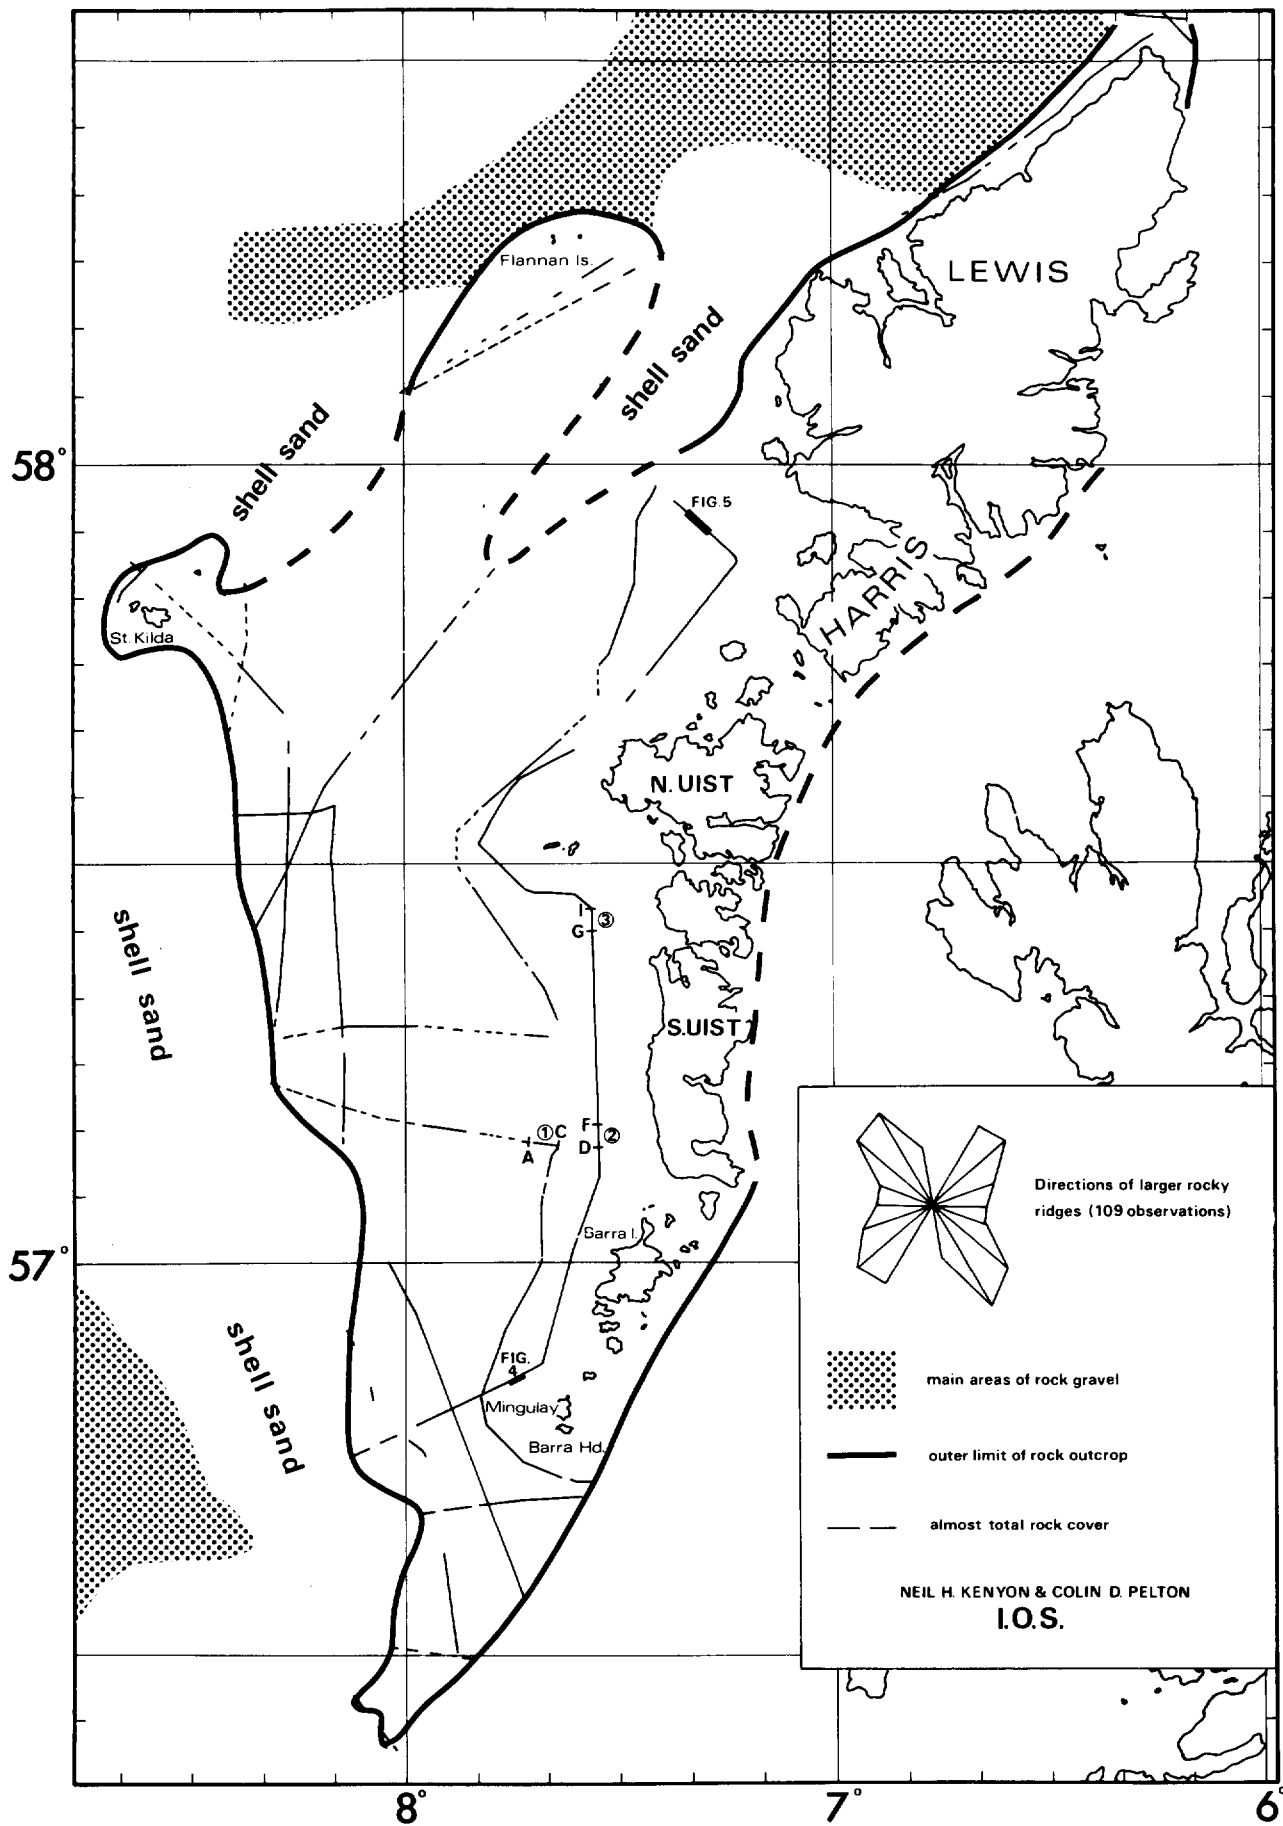 Flannan Is.
LEWIS
shell sand
shell sand
58°
FIG. 5
HARRIS
St. Kilda
N. UIST
I
③
G
shell sand
S.UIST
①C
A
F
②
D
Directions of larger rocky
ridges (109 observations)
Barra I.
57°
shell sand
FIG.
4
Mingulay
Barra Hd.
main areas of rock gravel
outer limit of rock outcrop
almost total rock cover
NEIL H. KENYON & COLIN D. PELTON
I.O.S.
8°
7°
6°